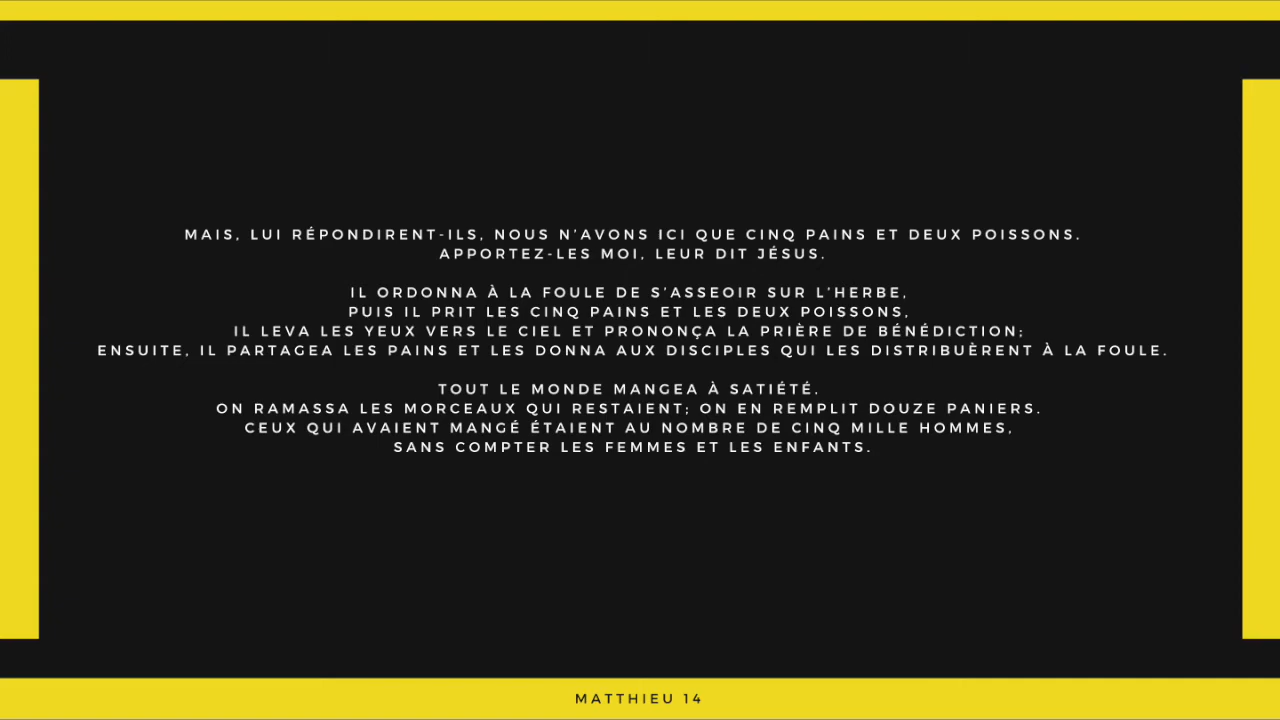 MAIS, LUI RÉPONDIRENT-ILS, NOUS N'AVONS ICI QUE CINQ PAINS ET DEUX POISSONS.
APPORTEZ-LES MOI, LEUR DIT JÉSUS.
IL ORDONNA À LA FOULE DE S'ASSEOIR SUR L'HERBE,
PUIS IL PRIT LES CINQ PAINS ET LES DEUX POISSONS,
IL LEVA LES YEUX VERS LE CIEL ET PRONONÇA LA PRIÈRE DE BÉNÉDICTION;
ENSUITE, IL PARTAGEA LES PAINS ET LES DONNA AUX DISCIPLES QUI LES DISTRIBUÈRENT À LA FOULE.
TOUT LE MONDE MANGEA À SATIÉTÉ.
ON RAMASSA LES MORCEAUX QUI RESTAIENT; ON EN REMPLIT DOUZE PANIERS.
CEUX QUI AVAIENT MANGÉ ÉTAIENT AU NOMBRE DE CINQ MILLE HOMMES,
SANS COMPTER LES FEMMES ET LES ENFANTS.
MATTHIEU 14